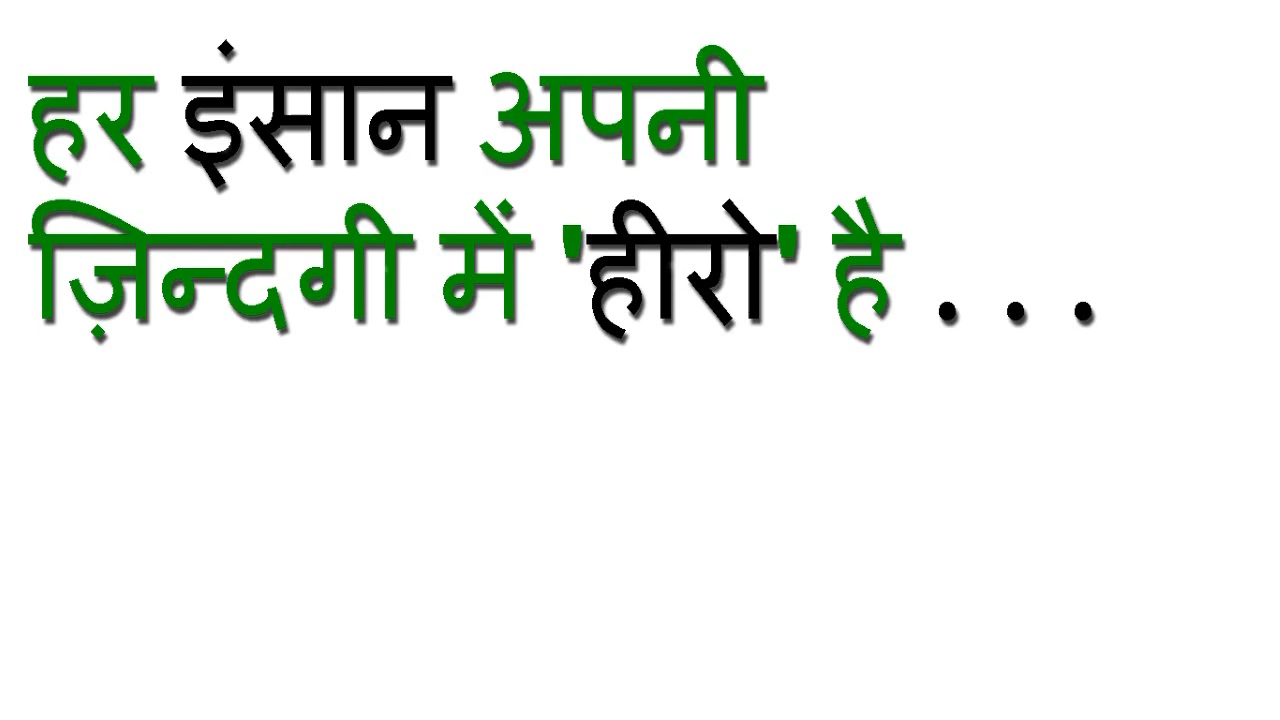 हर इंसान अपनी
ज़िन्दगी में 'हीरो' है . . .